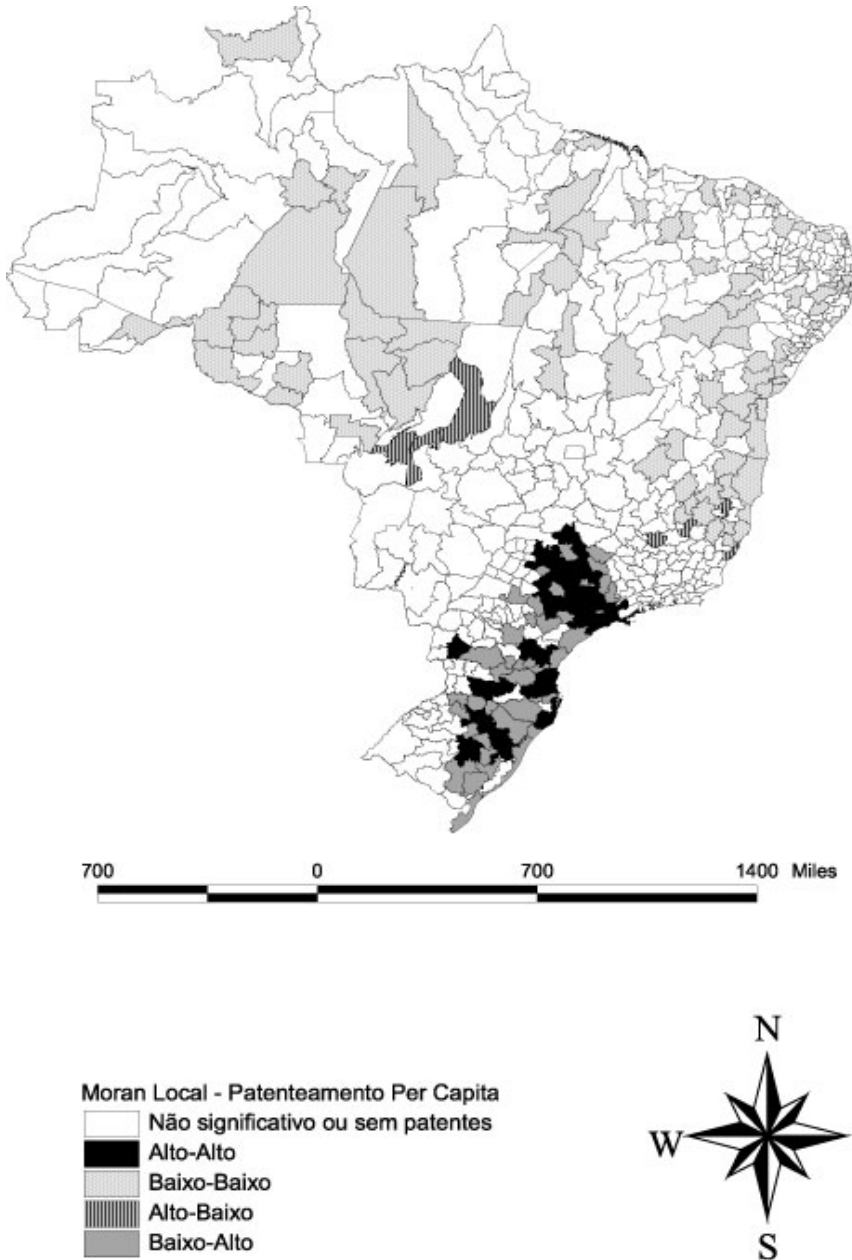 700 0 700 1400 Miles
N
W
S
Moran Local - Patenteamento Per Capita
Não significativo ou sem patentes
Alto-Alto
Baixo-Baixo
Alto-Baixo
Baixo-Alto